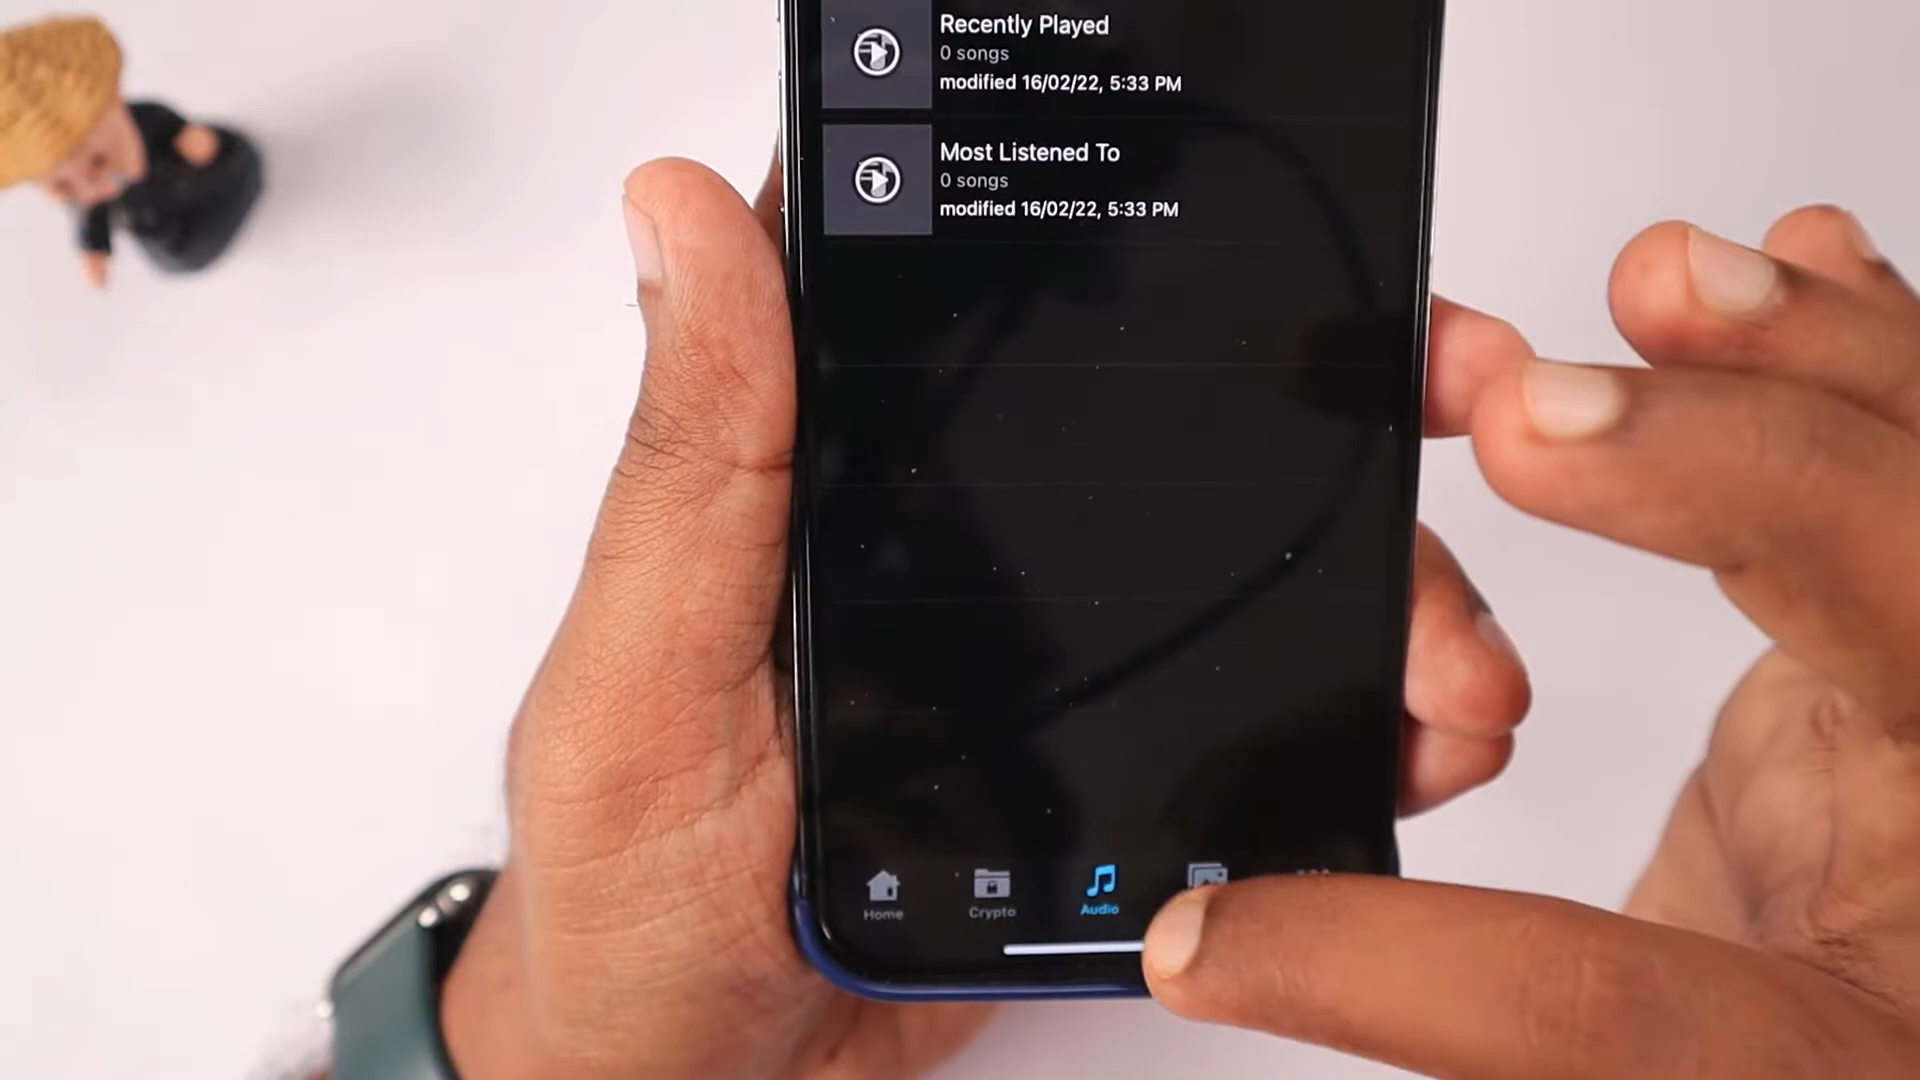 Recently Played
0 songs
modified 16/02/22, 5:33 PM
Most Listened To
0 songs
modified 16/02/22, 5:33 PM
Home
Crypto
Audio